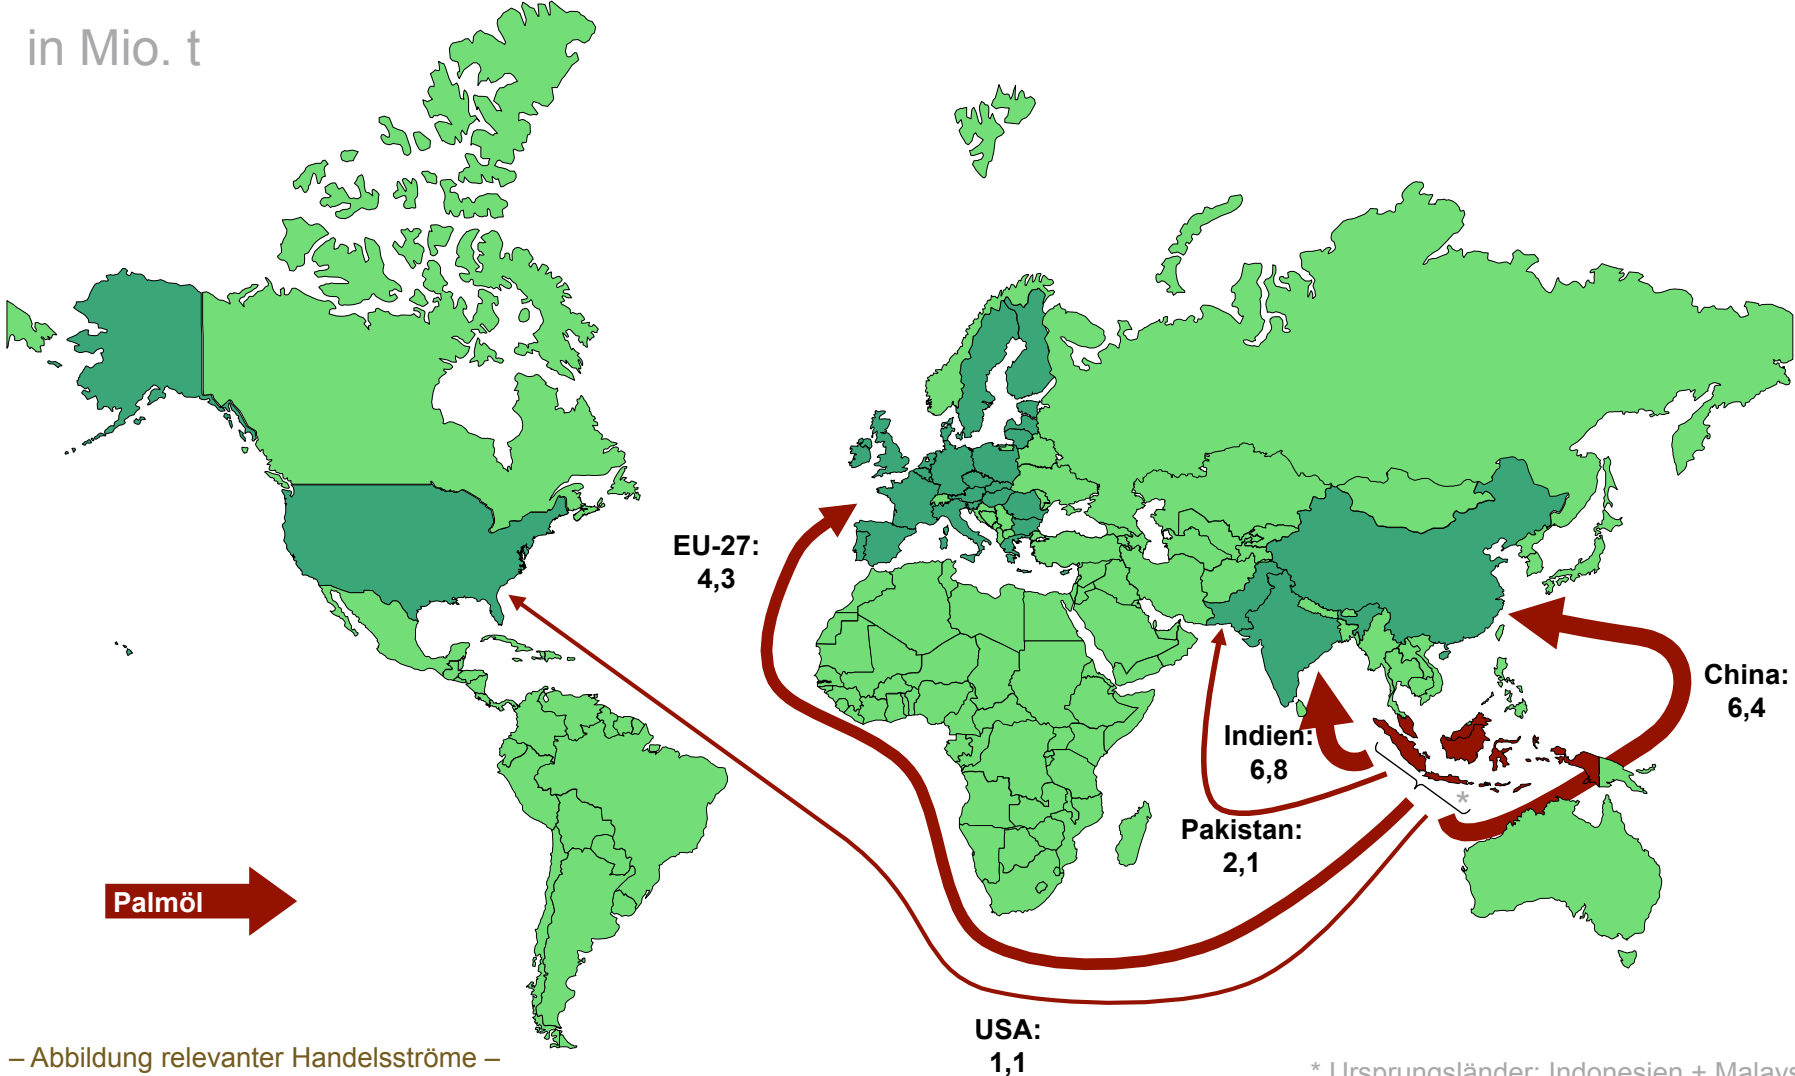 in Mio. t
EU-27:
4,3
China:
6,4
Indien:
6,8
*
Pakistan:
2,1
Palmöl
USA:
1,1
– Abbildung relevanter Handelsströme –
* Ursprungsländer: Indonesien + Malays